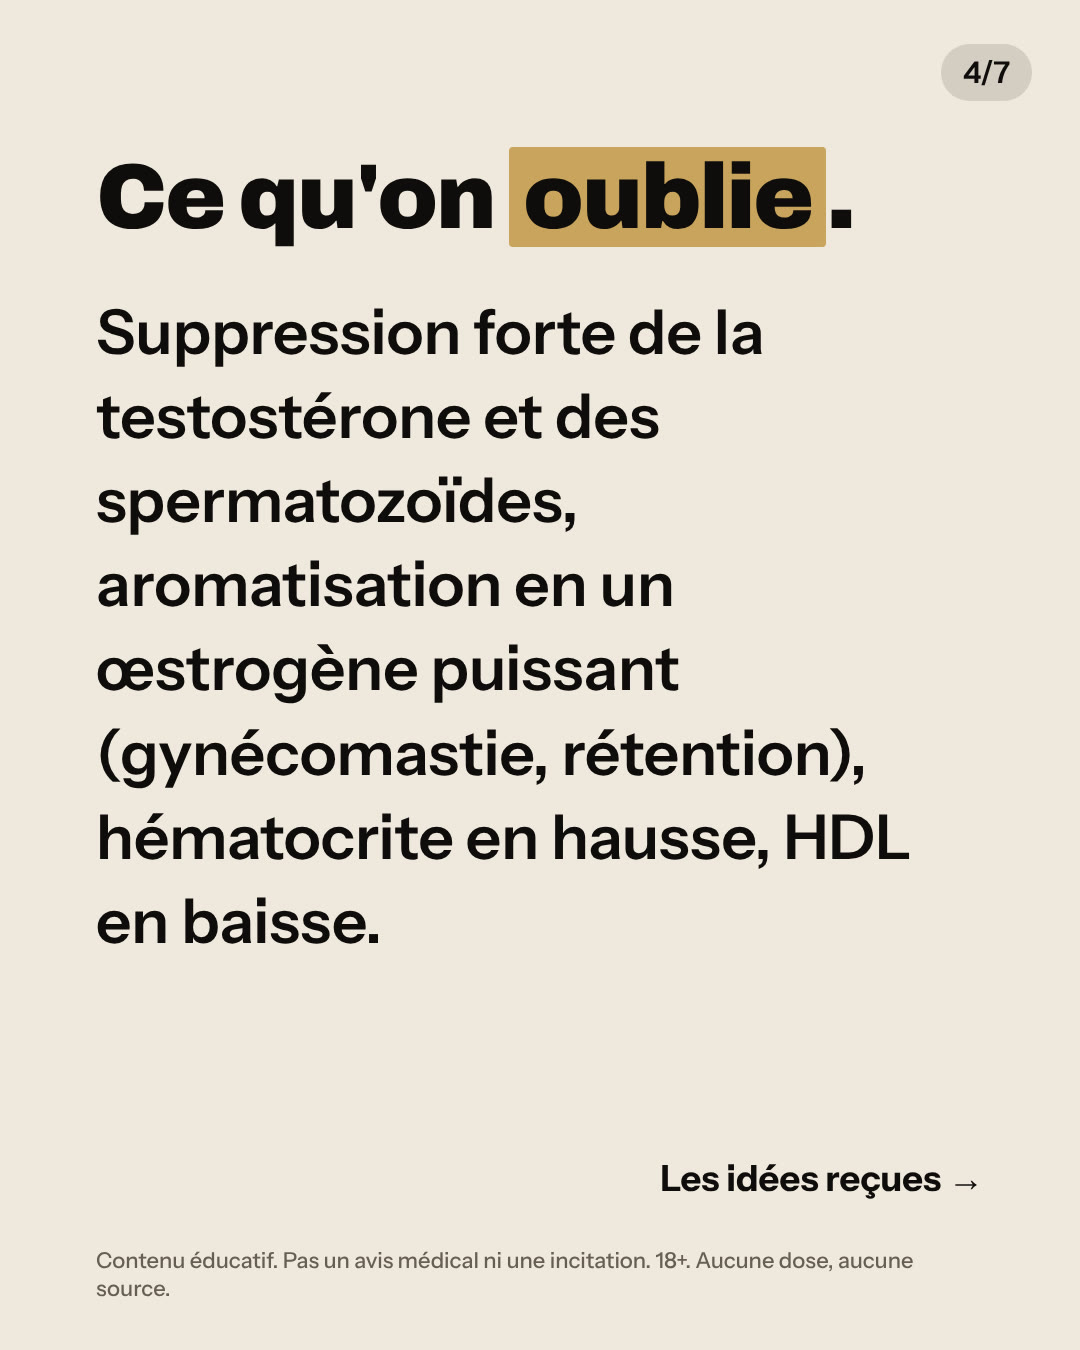 4/7
Ce qu'on oublie.
Suppression forte de la
testostérone et des
spermatozoïdes,
aromatisation en un
œstrogène puissant
(gynécomastie, rétention),
hématocrite en hausse, HDL
en baisse.
Les idées reçues →
Contenu éducatif. Pas un avis médical ni une incitation. 18+. Aucune dose, aucune
source.